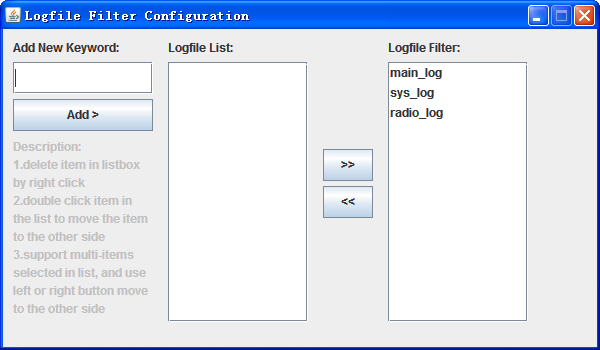 Logfile Filter Configuration
Add New Keyword:
Add >
Description:
1.delete item in listbox
by right click
2.double click item in
the list to move the item
to the other side
3.support multi-items
selected in list, and use
left or right button move
to the other side
Logfile List:
>>
<<
Logfile Filter:
main_log
sys_log
radio_log